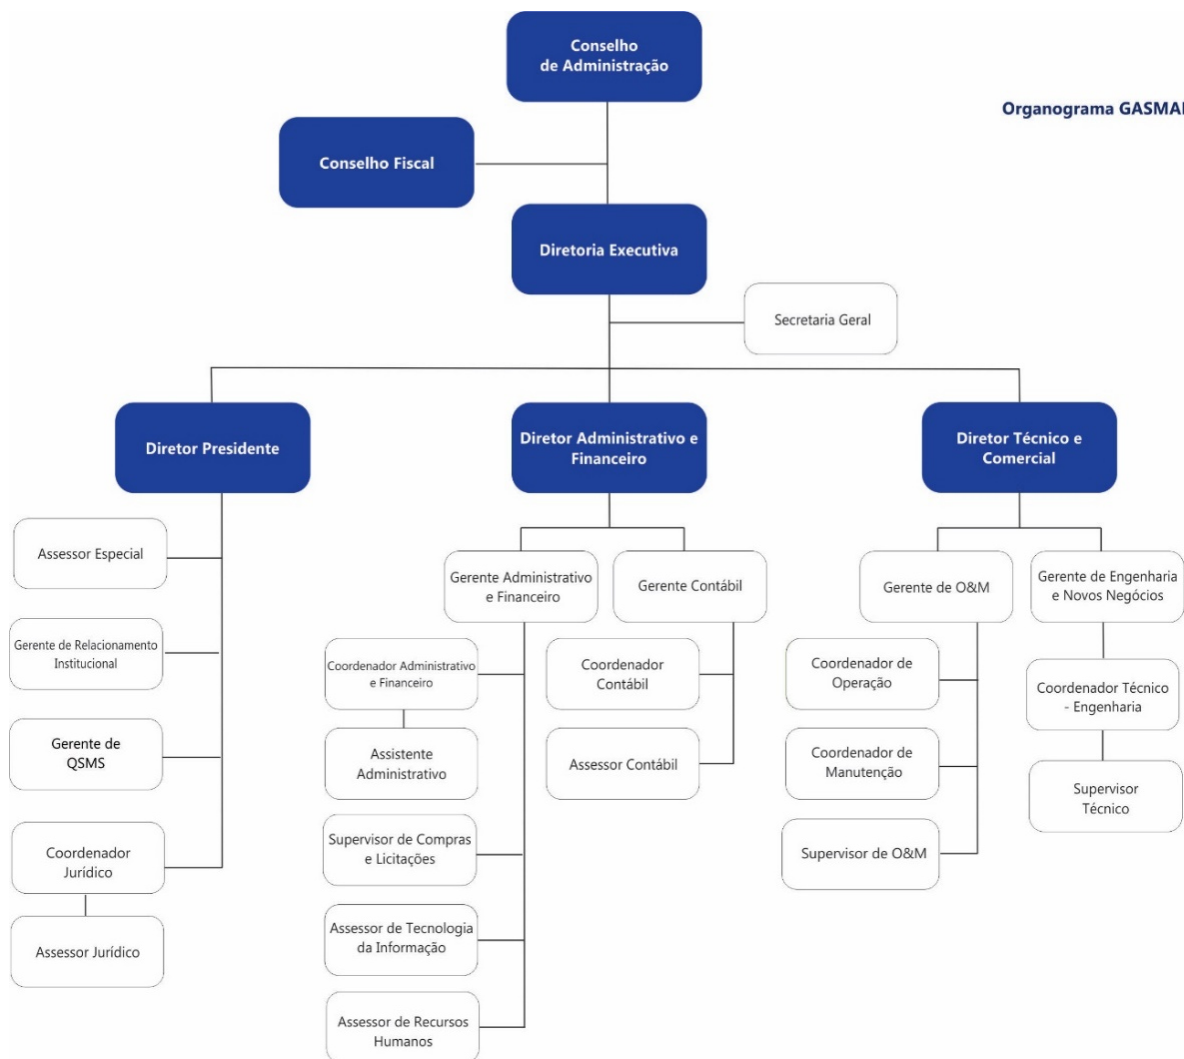 Conselho
de Administração
Organograma GASMAR
Conselho Fiscal
Diretoria Executiva
Secretaria Geral
Diretor Presidente
Diretor Administrativo e
Financeiro
Diretor Técnico e
Comercial
Assessor Especial
Gerente de Relacionamento
Institucional
Gerente de
QSMS
Coordenador
Jurídico
Assessor Jurídico
Gerente Administrativo
e Financeiro
Gerente Contábil
Coordenador Administrativo
e Financeiro
Assistente
Administrativo
Supervisor de Compras
e Licitações
Assessor de Tecnologia
da Informação
Assessor de Recursos
Humanos
Coordenador
Contábil
Assessor Contábil
Gerente de O&M
Gerente de Engenharia
e Novos Negócios
Coordenador de
Operação
Coordenador de
Manutenção
Supervisor de O&M
Coordenador Técnico
- Engenharia
Supervisor
Técnico